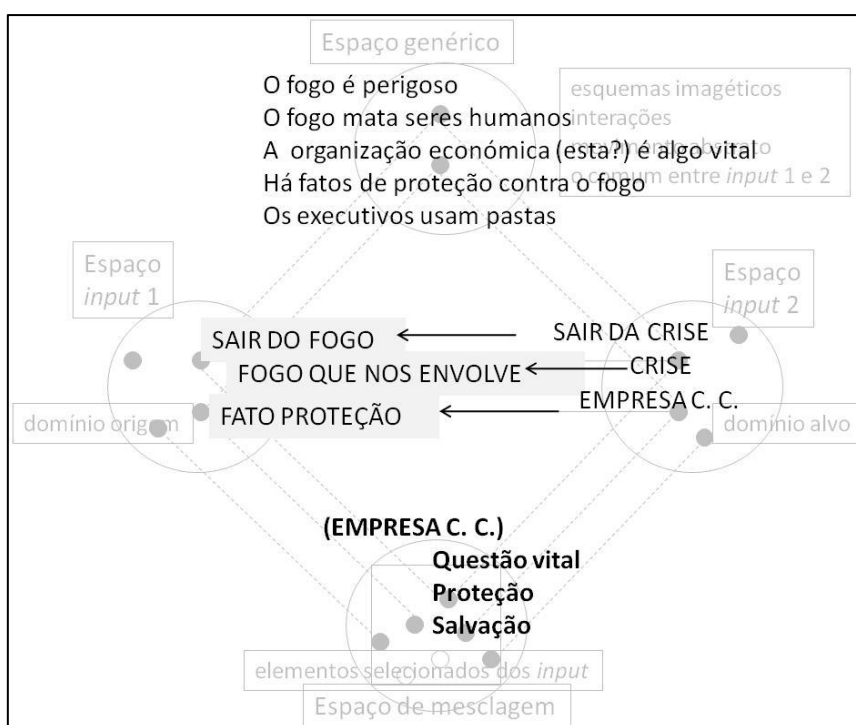 Espaço genérico
O fogo é perigoso
O fogo mata seres humanos
A organização económica (esta?) é algo vital
Há fatos de proteção contra o fogo
Os executivos usam pastas
esquemas imagéticos
interações
movimento abstrato
o comum entre input 1 e 2
Espaço
input 1
Espaço
input 2
SAIR DO FOGO
SAIR DA CRISE
FOGO QUE NOS ENVOLVE
CRISE
FATO PROTEÇÃO
EMPRESA C. C.
domínio origem
domínio alvo
(EMPRESA C. C.)
Questão vital
Proteção
Salvação
elementos selecionados dos input
Espaço de mesclagem